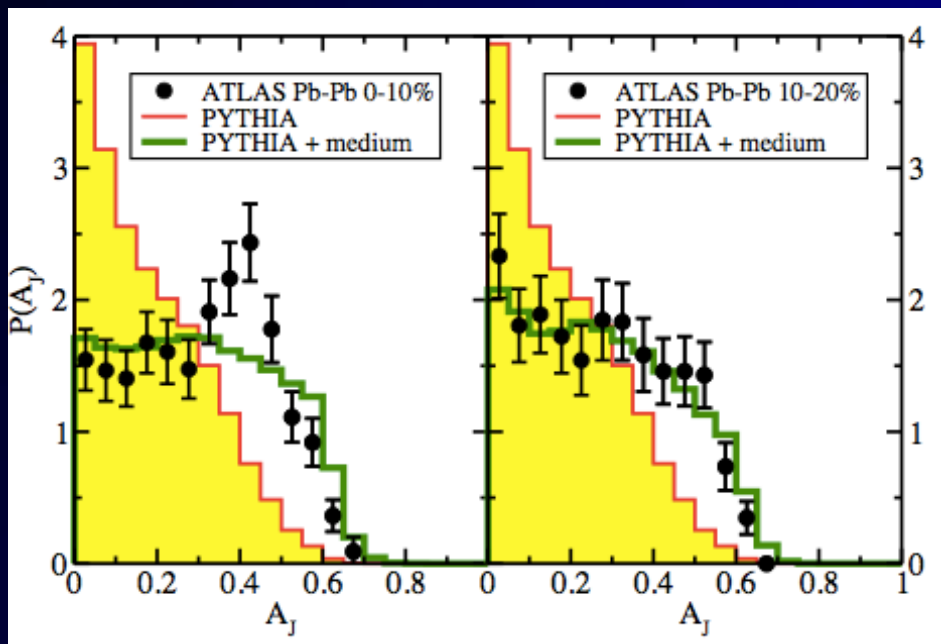 4
3
2
1
0
P(A_J)
ATLAS Pb-Pb 0-10%
PYTHIA
PYTHIA + medium
0 0.2 0.4 0.6 0.8
A_J
ATLAS Pb-Pb 10-20%
PYTHIA
PYTHIA + medium
0 0.2 0.4 0.6 0.8 1
A_J
4
3
2
1
0